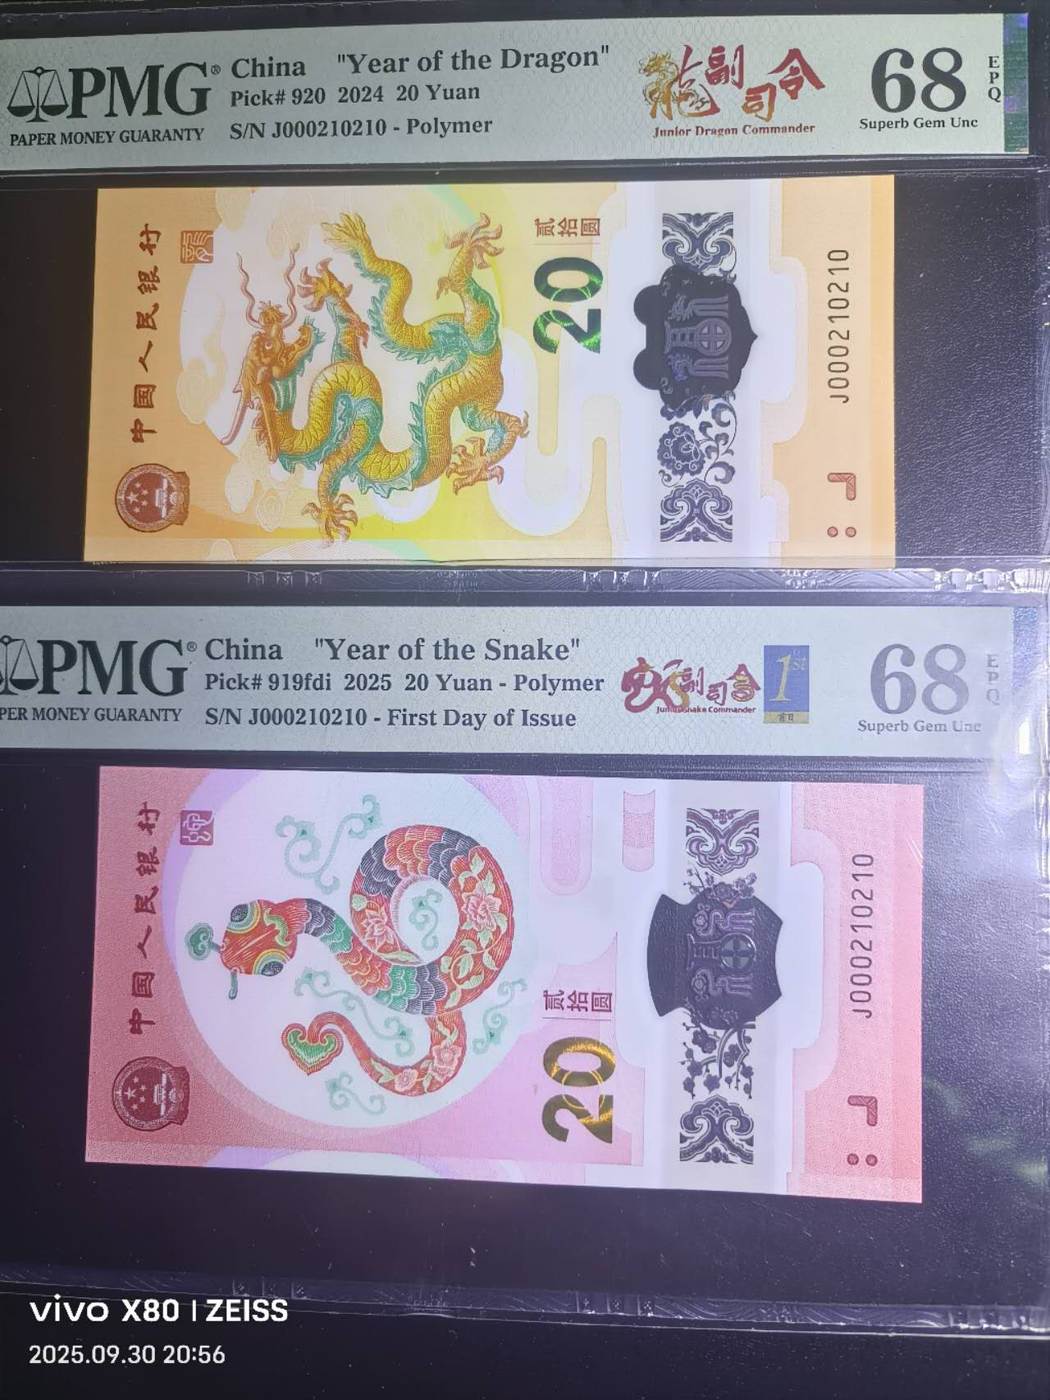 PMG® China "Year of the Dragon"
PAPER MONEY GUARANTY
Pick# 920 2024 20 Yuan
S/N J000210210 - Polymer
副司令
Junior Dragon Commander
68
EPQ
Superb Gem Unc
中国人民银行
贰拾圆
20
J000210210
PMG® China "Year of the Snake"
PER MONEY GUARANTY
Pick# 919fdi 2025 20 Yuan - Polymer
S/N J000210210 - First Day of Issue
副司令
Junior Snake Commander
1st
68
EPQ
Superb Gem Unc
中国人民银行
贰拾圆
20
J000210210
vivo X80 | ZEISS
2025.09.30 20:56